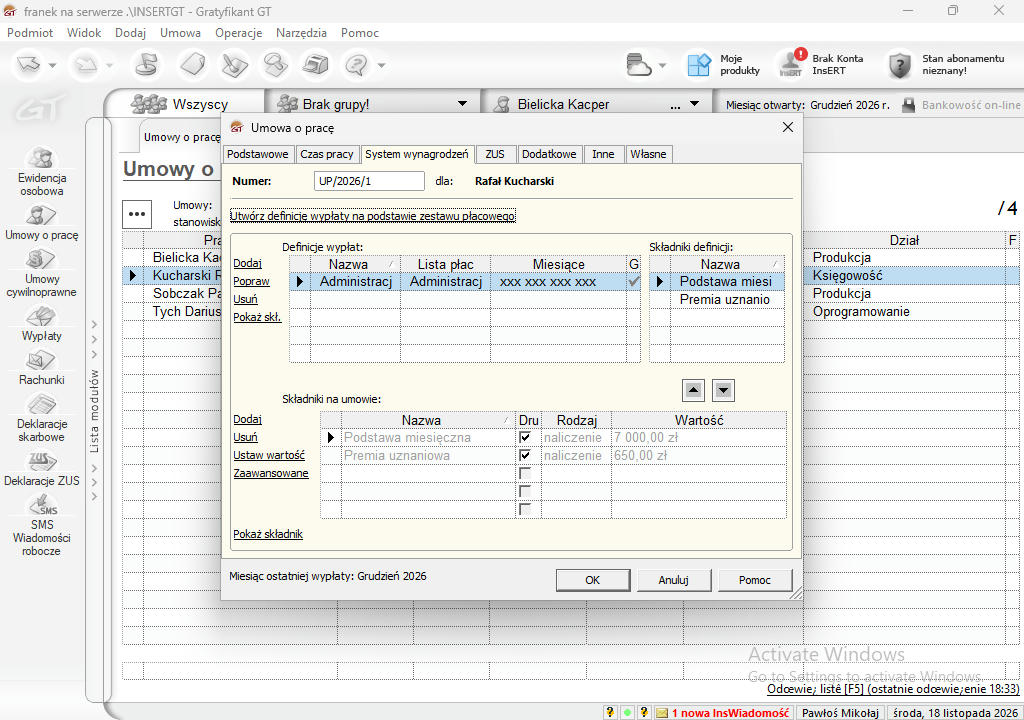 franek na serwerze .\INSERTGT - Gratyfikant GT
Podmiot Widok Dodaj Umowa Operacje Narzędzia Pomoc
Moje produkty
Brak Konta InsERT
Stan abonamentu nieznany!
GT
Wszyscy
Brak grupy!
Bielicka Kacper
...
Miesiąc otwarty: Grudzień 2026 r.
Bankowość on-line
Ewidencja osobowa
Umowy o pracę
Umowy cywilnoprawne
Wypłaty
Rachunki
Deklaracje skarbowe
Deklaracje ZUS
SMS Wiadomości robocze
Lista modułów
Umowy o pracę
Umowy o
Umowy:
stanowisk
/ 4
Pra
Dział F
Bielicka Ka
Produkcja
Kucharski R
Księgowość
Sobczak Pa
Produkcja
Tych Darius
Oprogramowanie
Umowa o pracę
Podstawowe Czas pracy System wynagrodzeń ZUS Dodatkowe Inne Własne
Numer: UP/2026/1 dla: Rafał Kucharski
Utwórz definicję wypłaty na podstawie zestawu płacowego
Definicje wypłat:
Dodaj
Popraw
Usuń
Pokaż skł.
Nazwa Lista płac Miesiące G
Administracj Administracj xxx xxx xxx xxx
Składniki definicji:
Nazwa
Podstawa miesi
Premia uznanio
Składniki na umowie:
Dodaj
Usuń
Ustaw wartość
Zaawansowane
Nazwa Dru Rodzaj Wartość
Podstawa miesięczna naliczenie 7 000,00 zł
Premia uznaniowa naliczenie 650,00 zł
Pokaż składnik
Miesiąc ostatniej wypłaty: Grudzień 2026
OK Anuluj Pomoc
Activate Windows
Go to Settings to activate Windows.
Odśwież listę [F5] (ostatnie odświeżenie 18:33)
1 nowa InsWiadomość
Pawłoś Mikołaj
środa, 18 listopada 2026